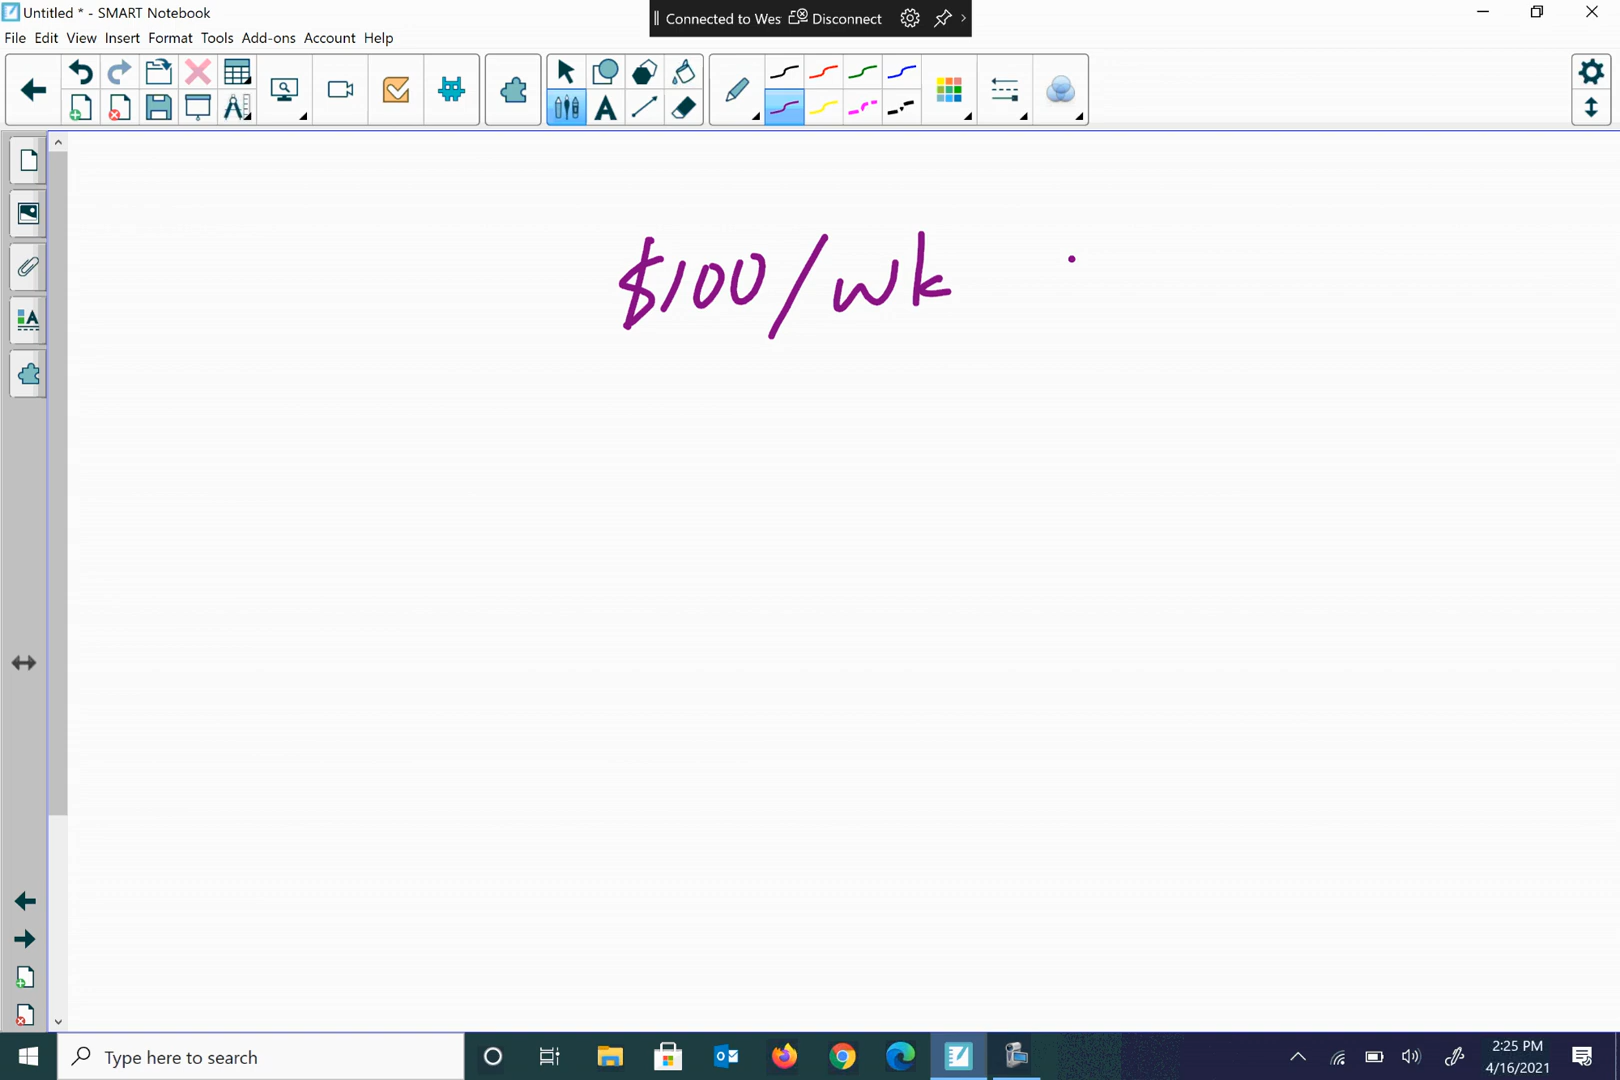 Untitled * - SMART Notebook
Connected to Wes Disconnect
File Edit View Insert Format Tools Add-ons Account Help
$100/wk
Type here to search
2:25 PM
4/16/2021